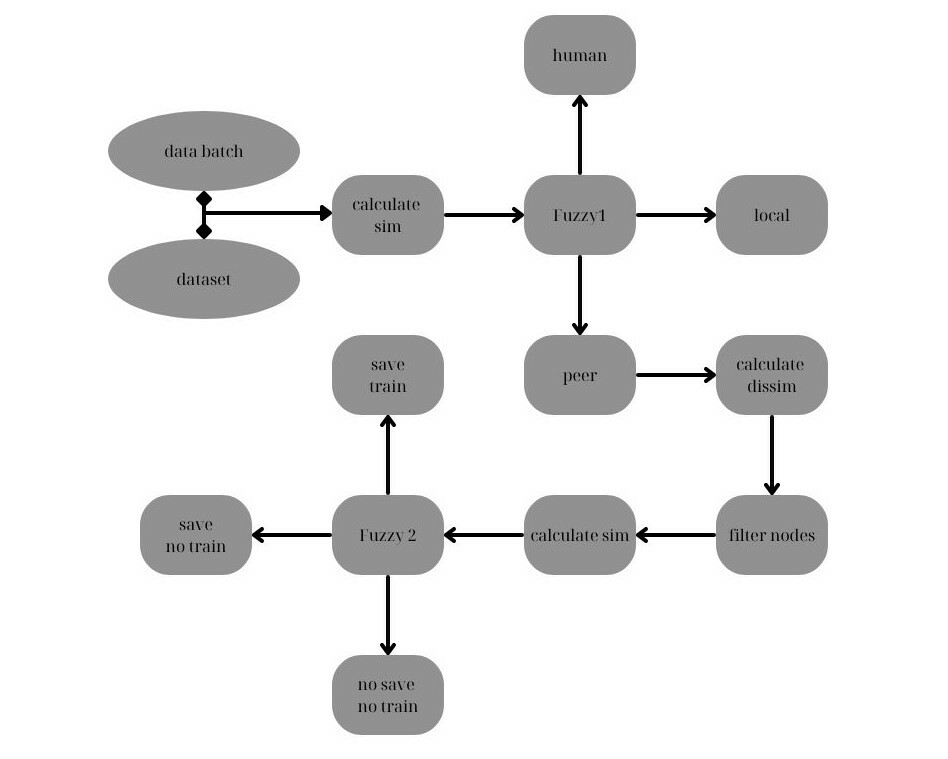 human
data batch
calculate
sim
Fuzzy1
local
dataset
save
train
peer
calculate
dissim
save
no train
Fuzzy 2
calculate sim
filter nodes
no save
no train